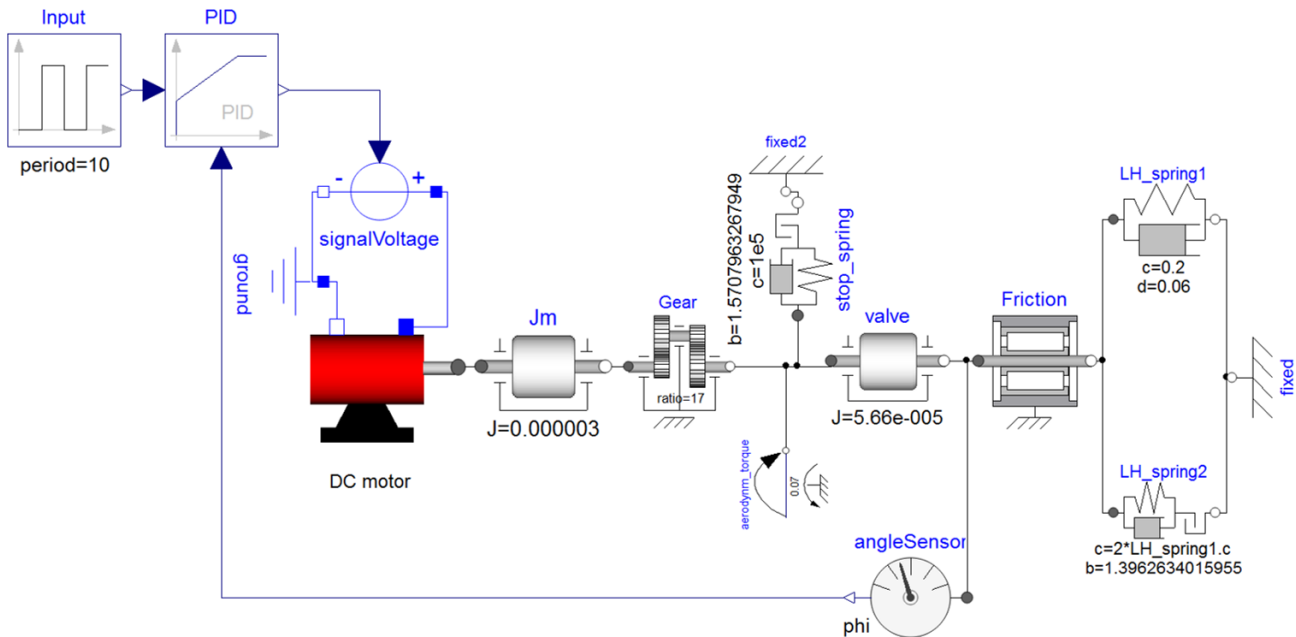 Input
PID
PID
period=10
-
+
signalVoltage
ground
DC motor
Jm
J=0.000003
Gear
ratio=17
fixed2
b=1.5707963267949
c=1e5
stop_spring
aerodynm_torque
0.07
valve
J=5.66e-005
Friction
LH_spring1
c=0.2
d=0.06
fixed
LH_spring2
c=2*LH_spring1.c
b=1.3962634015955
angleSensor
phi